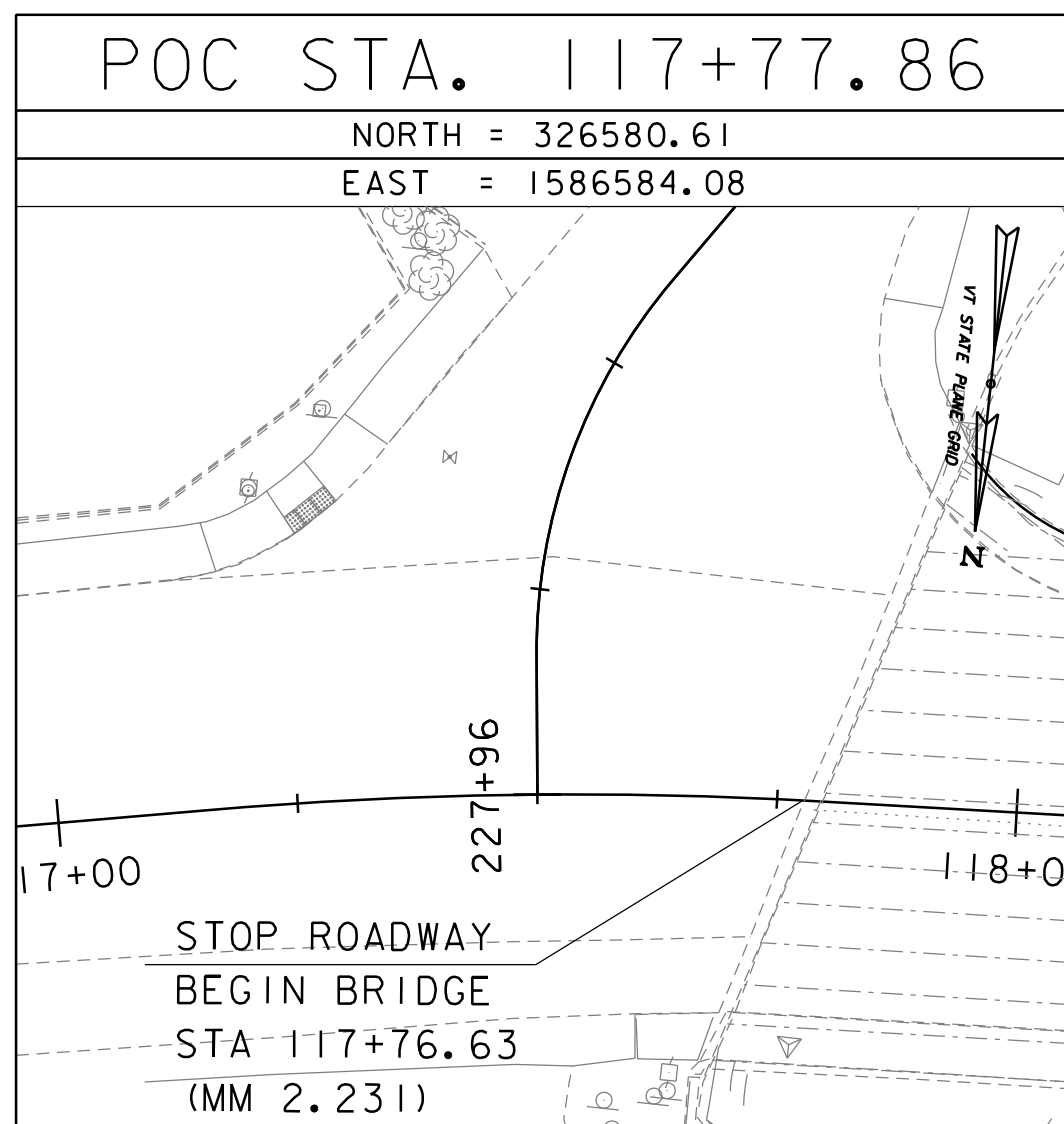 POC STA. 117+77.86
NORTH = 326580.61
EAST = 1586584.08
VT STATE PLANE GRID
N
227+96
17+00
118+0
STOP ROADWAY
BEGIN BRIDGE
STA 117+76.63
(MM 2.231)